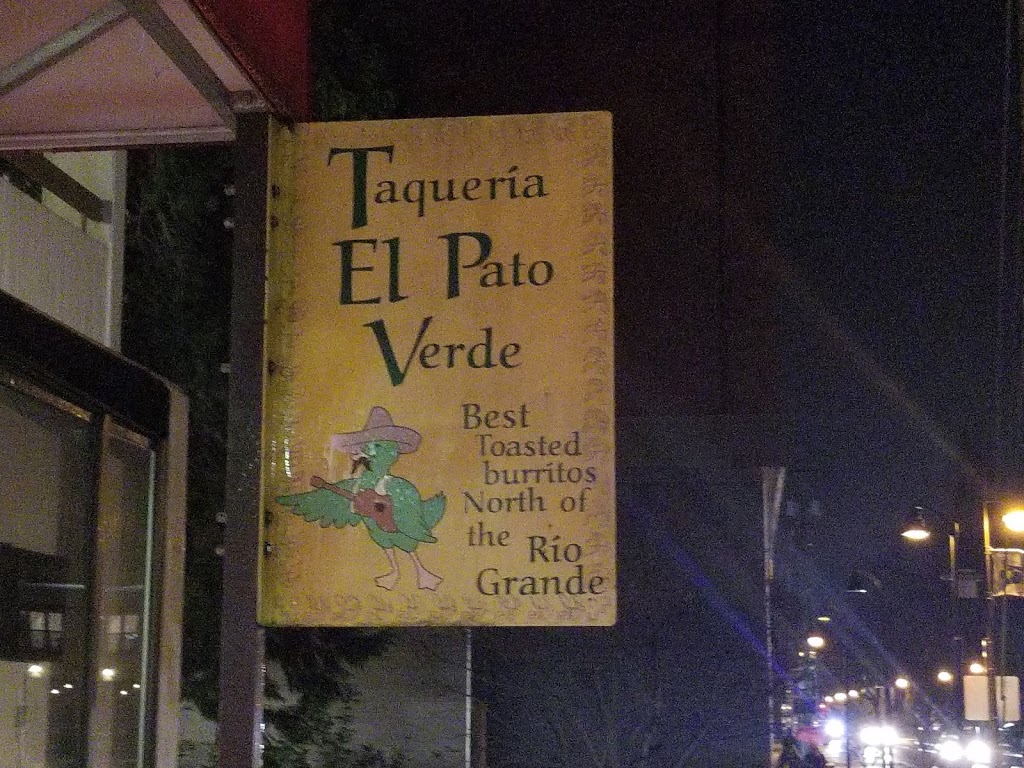 Taquería
El Pato
Verde
Best
Toasted
burritos
North of
the Río
Grande